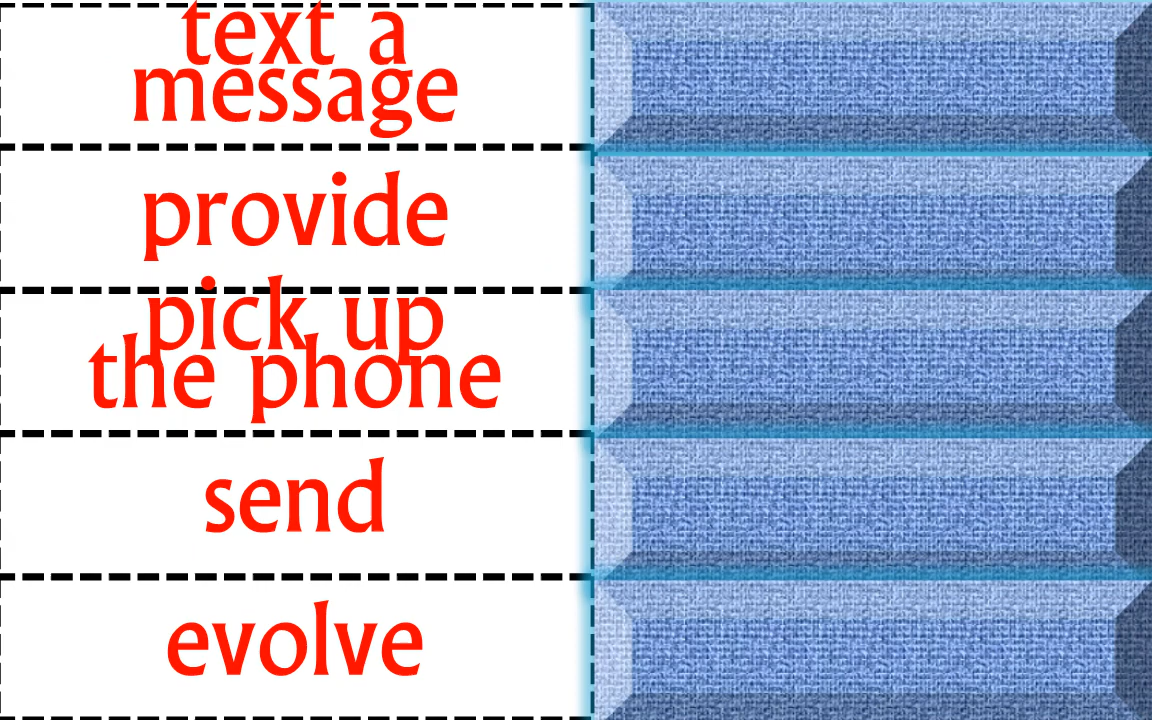 text a
message
provide
pick up
the phone
send
evolve